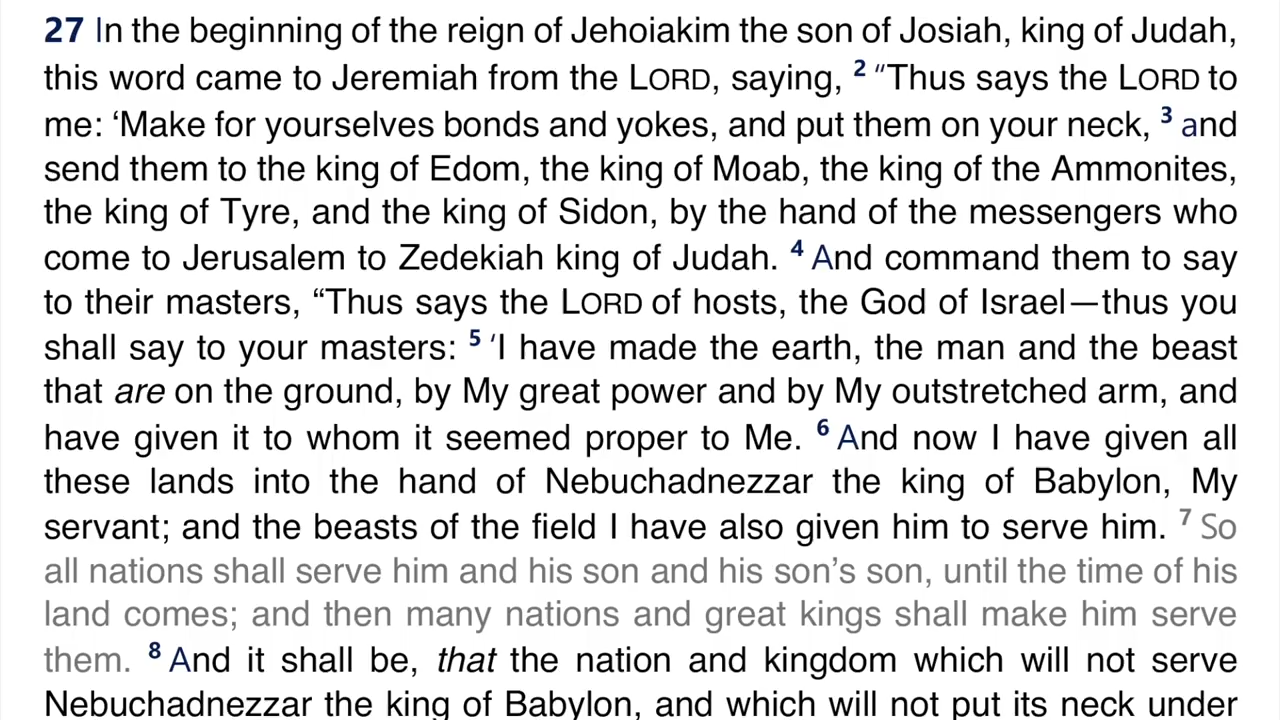 27 In the beginning of the reign of Jehoiakim the son of Josiah, king of Judah,
this word came to Jeremiah from the LORD, saying, 2 “Thus says the LORD to
me: ‘Make for yourselves bonds and yokes, and put them on your neck, 3 and
send them to the king of Edom, the king of Moab, the king of the Ammonites,
the king of Tyre, and the king of Sidon, by the hand of the messengers who
come to Jerusalem to Zedekiah king of Judah. 4 And command them to say
to their masters, “Thus says the LORD of hosts, the God of Israel—thus you
shall say to your masters: 5 ‘I have made the earth, the man and the beast
that are on the ground, by My great power and by My outstretched arm, and
have given it to whom it seemed proper to Me. 6 And now I have given all
these lands into the hand of Nebuchadnezzar the king of Babylon, My
servant; and the beasts of the field I have also given him to serve him. 7 So
all nations shall serve him and his son and his son’s son, until the time of his
land comes; and then many nations and great kings shall make him serve
them. 8 And it shall be, that the nation and kingdom which will not serve
Nebuchadnezzar the king of Babylon, and which will not put its neck under